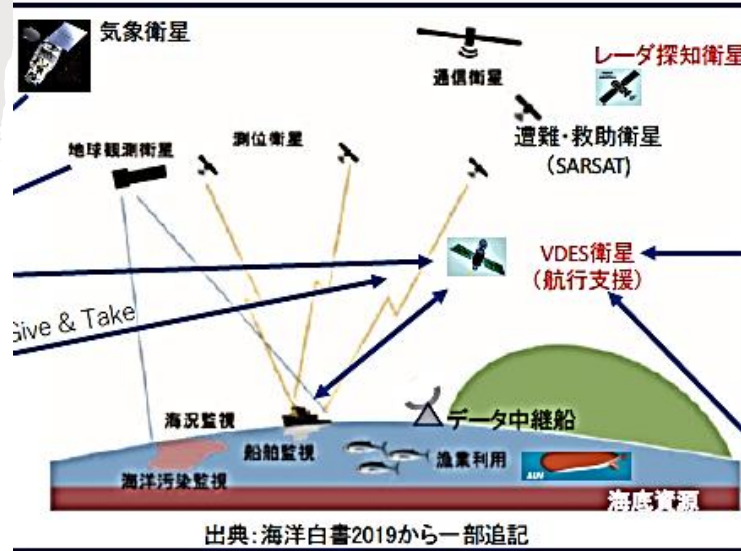 気象衛星
通信衛星
レーダ探知衛星
遭難・救助衛星
（SARSAT)
地球観測衛星
測位衛星
VDES衛星
（航行支援）
Give & Take
海況監視
データ中継船
船舶監視
漁業利用
海洋汚染監視
AUV
海底資源
出典：海洋白書2019から一部追記